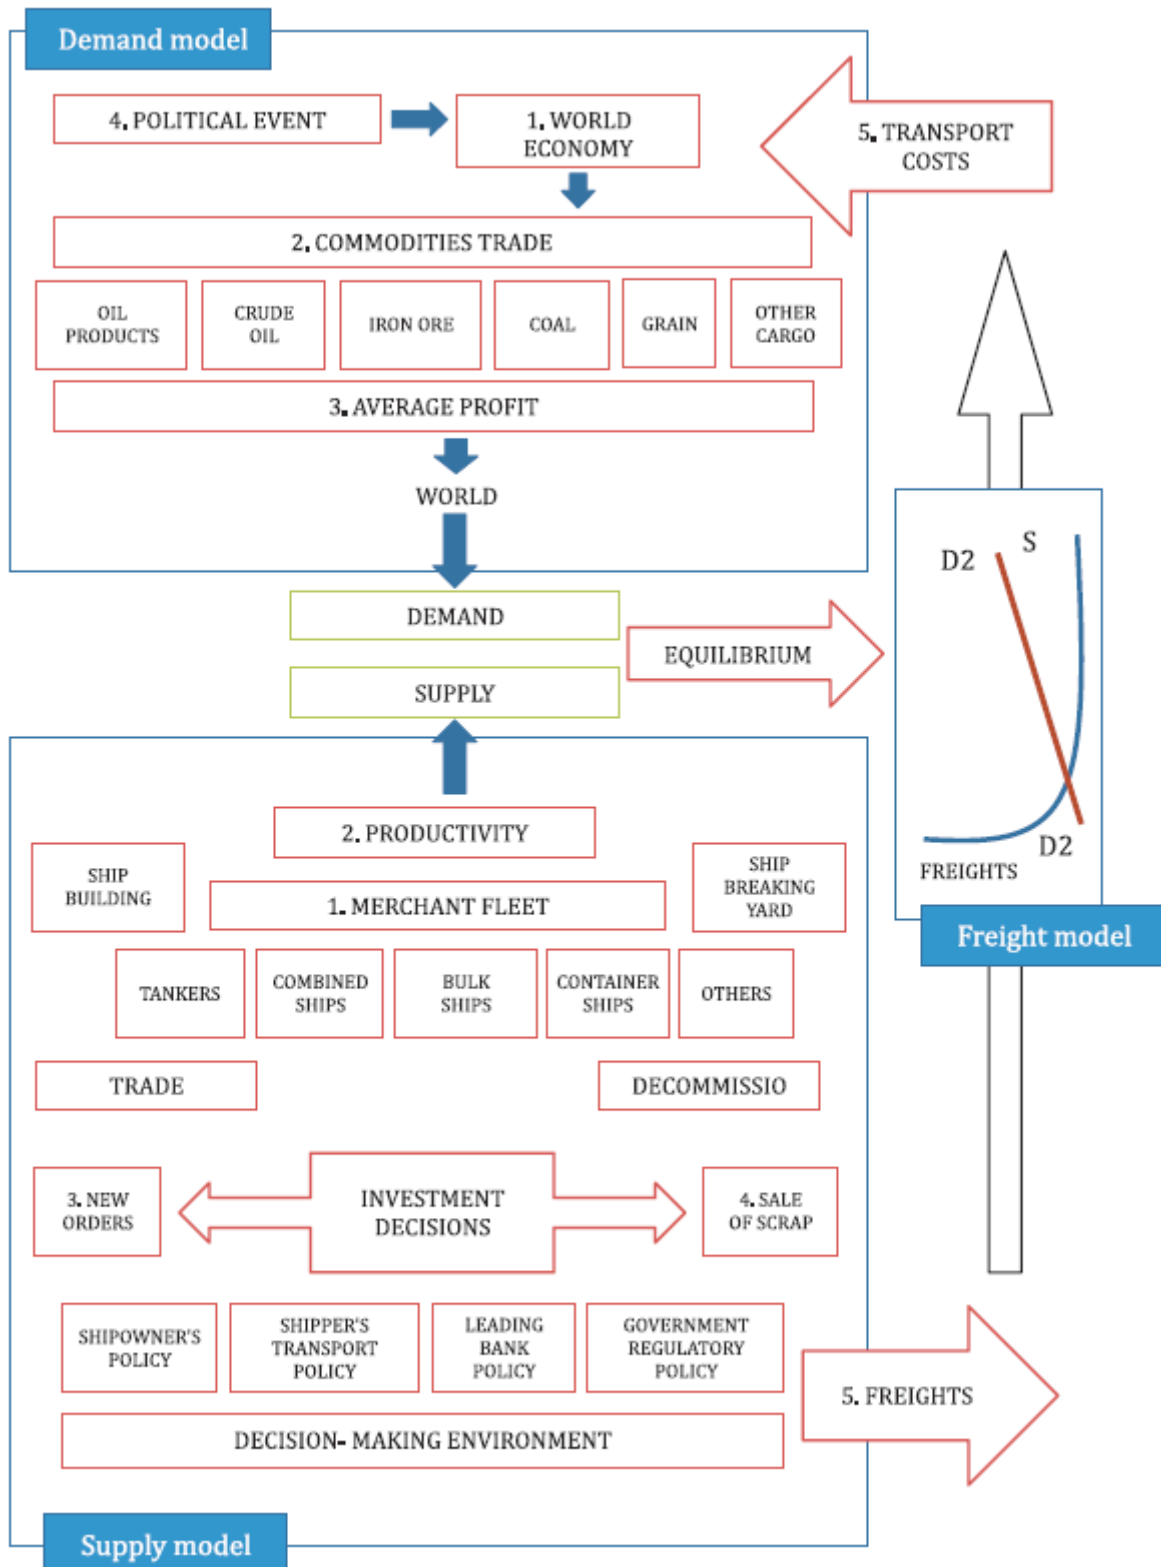 Demand model
4. POLITICAL EVENT
1. WORLD
ECONOMY
5. TRANSPORT
COSTS
2. COMMODITIES TRADE
OIL
PRODUCTS
CRUDE
OIL
IRON ORE
COAL
GRAIN
OTHER
CARGO
3. AVERAGE PROFIT
WORLD
DEMAND
SUPPLY
EQUILIBRIUM
D2
S
D2
FREIGHTS
Freight model
2. PRODUCTIVITY
SHIP
BUILDING
1. MERCHANT FLEET
SHIP
BREAKING
YARD
TANKERS
COMBINED
SHIPS
BULK
SHIPS
CONTAINER
SHIPS
OTHERS
TRADE
DECOMMISSIO
3. NEW
ORDERS
INVESTMENT
DECISIONS
4. SALE
OF SCRAP
SHIPOWNER'S
POLICY
SHIPPER'S
TRANSPORT
POLICY
LEADING
BANK
POLICY
GOVERNMENT
REGULATORY
POLICY
5. FREIGHTS
DECISION- MAKING ENVIRONMENT
Supply model